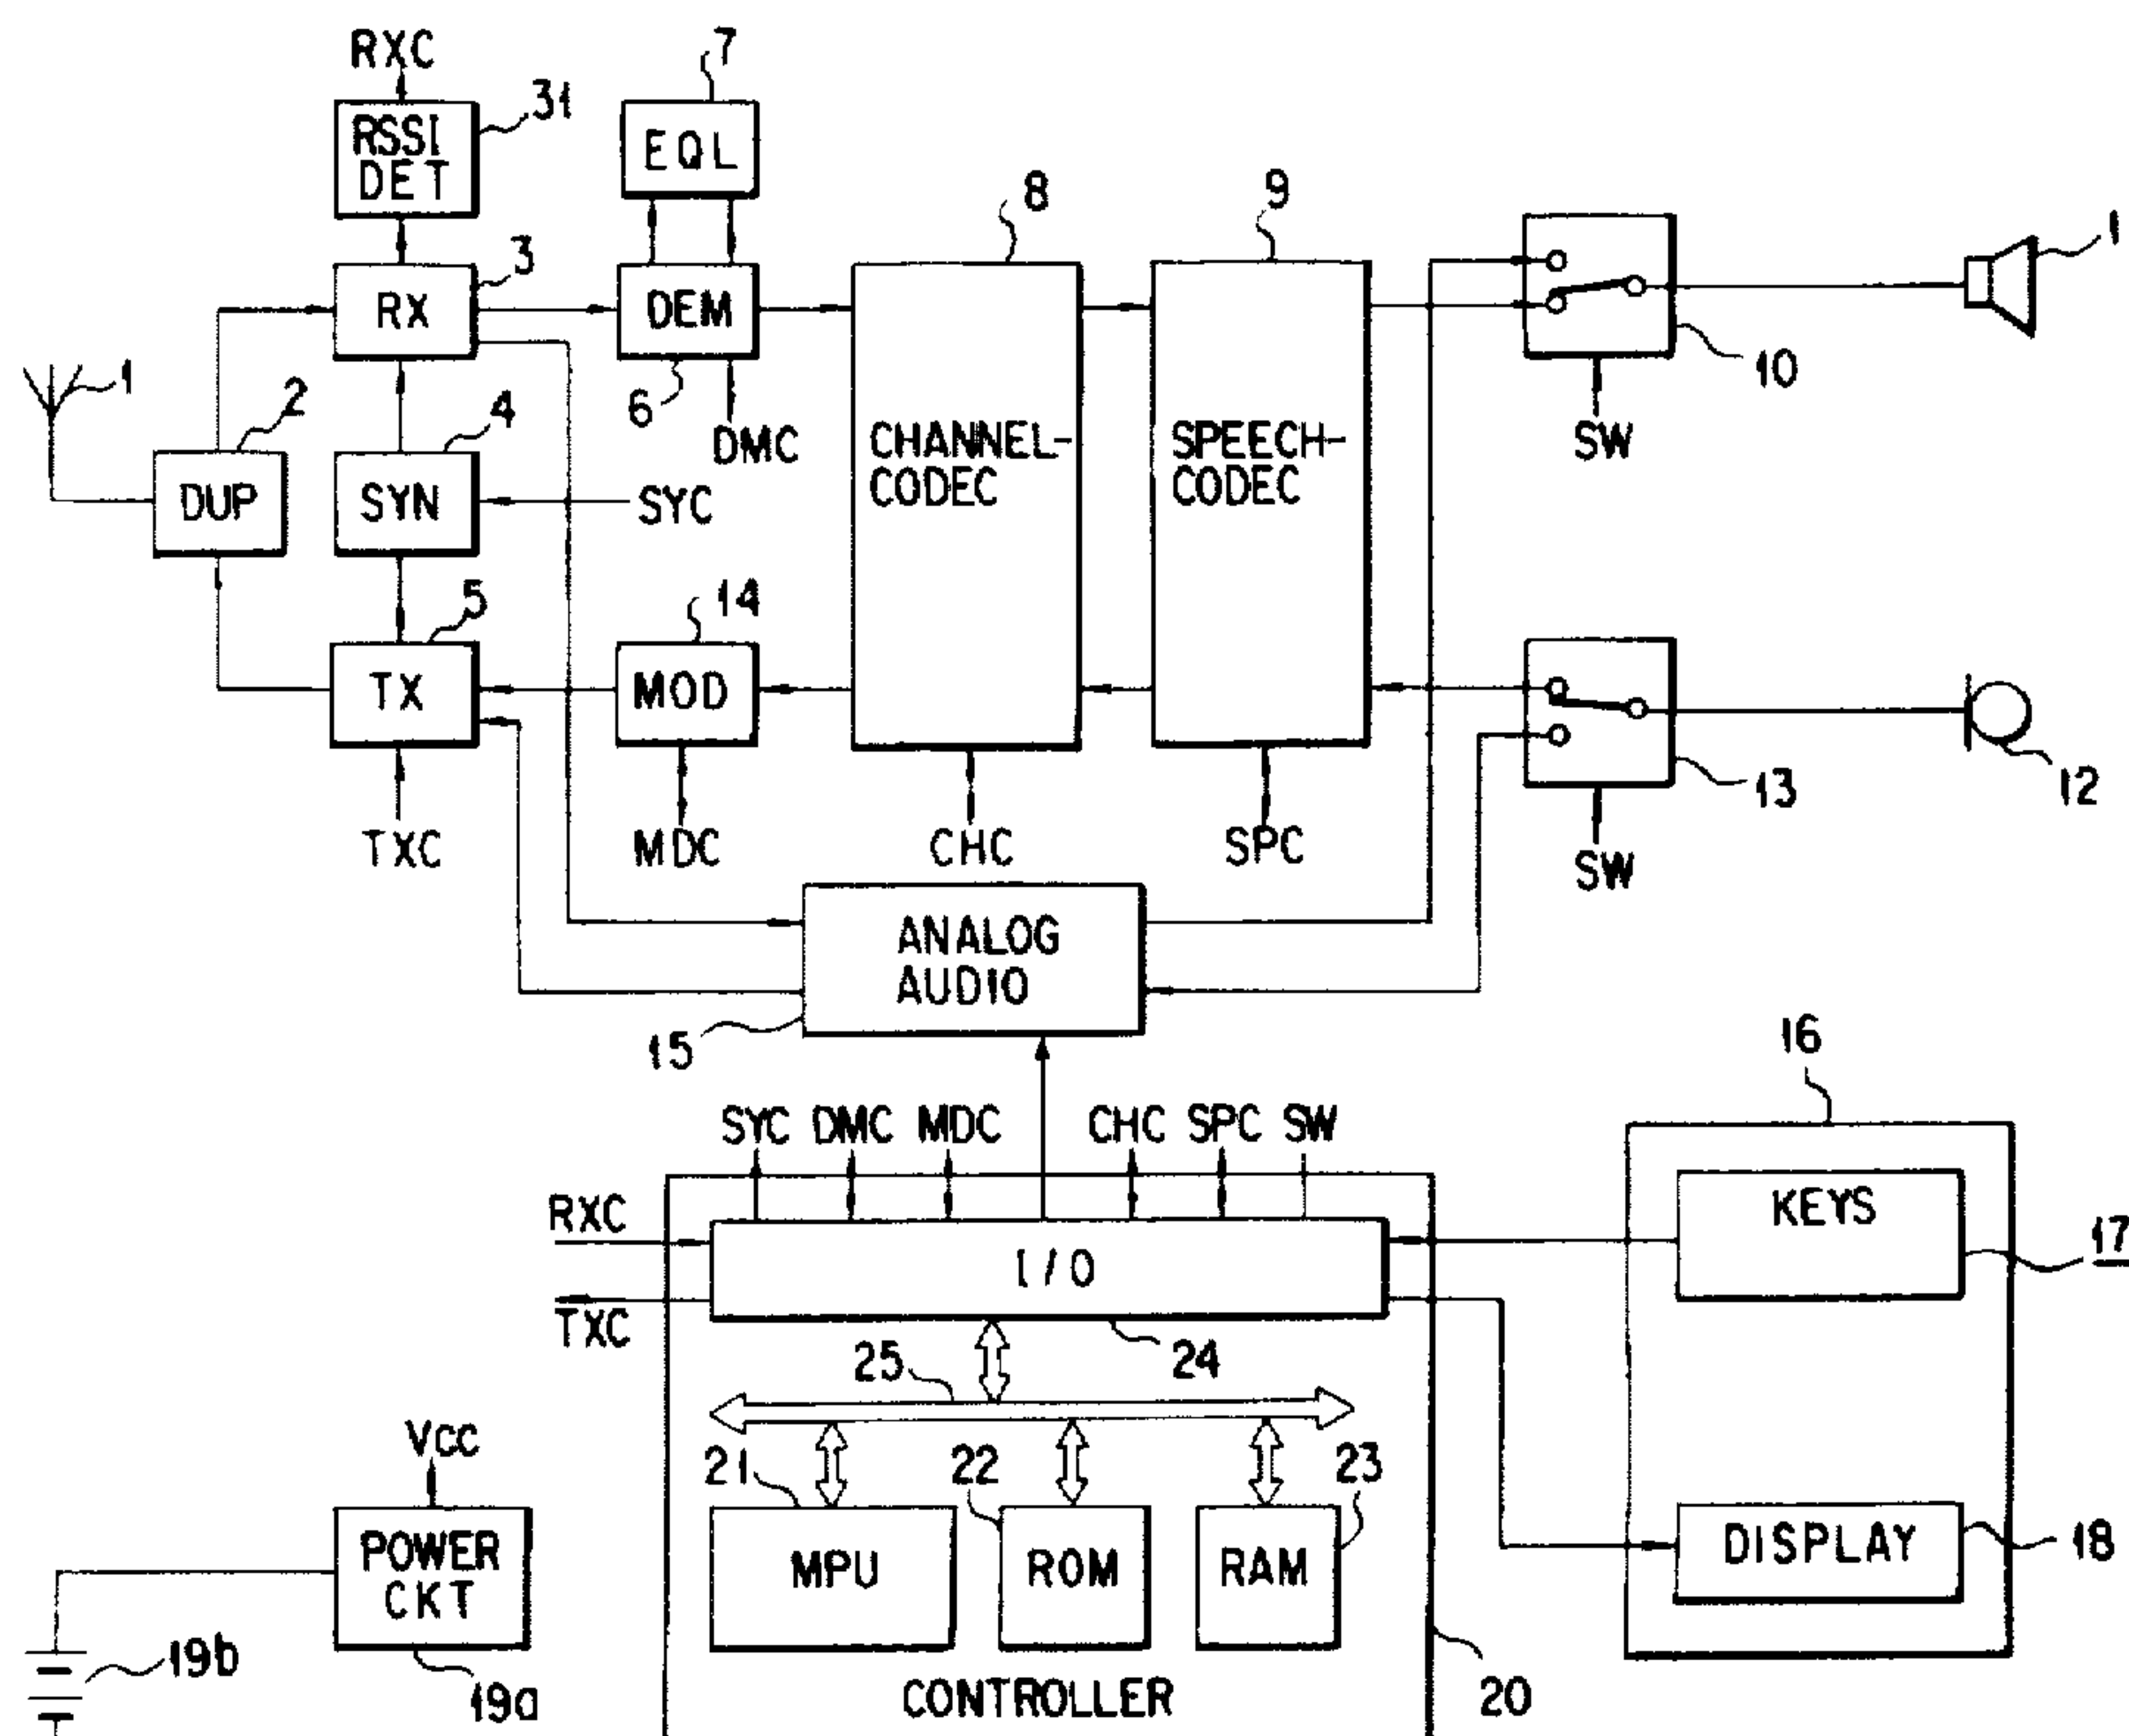 RXC
7
RSSI
DET
31
EQL
8
9
1
3
RX
DEM
10
1
2
4
6
DMC
CHANNEL-
CODEC
SPEECH-
CODEC
SW
DUP
SYN
SYC
5
14
TX
MOD
13
12
TXC
MDC
CHC
SPC
SW
ANALOG
AUDIO
15
16
SYC DMC MDC CHC SPC SW
RXC
KEYS
17
I/O
TXC
25
24
VCC
21
22
23
POWER
CKT
MPU
ROM
RAM
DISPLAY
18
19b
19a
CONTROLLER
20